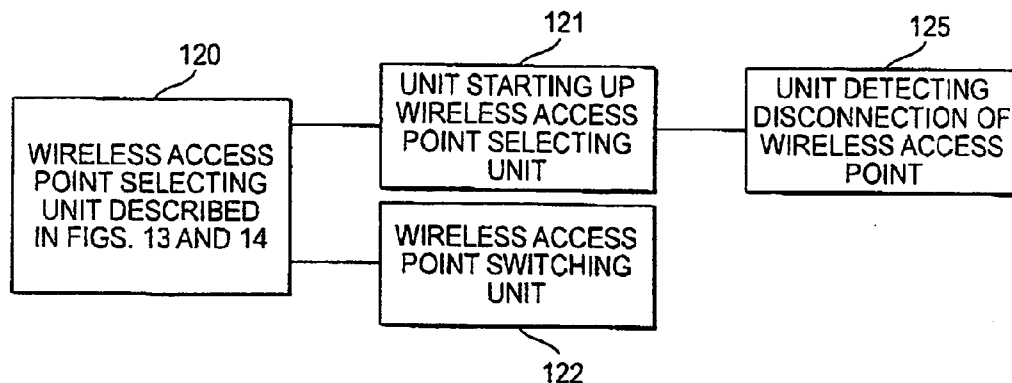 120
WIRELESS ACCESS
POINT SELECTING
UNIT DESCRIBED
IN FIGS. 13 AND 14
121
UNIT STARTING UP
WIRELESS ACCESS
POINT SELECTING
UNIT
125
UNIT DETECTING
DISCONNECTION OF
WIRELESS ACCESS
POINT
WIRELESS ACCESS
POINT SWITCHING
UNIT
122